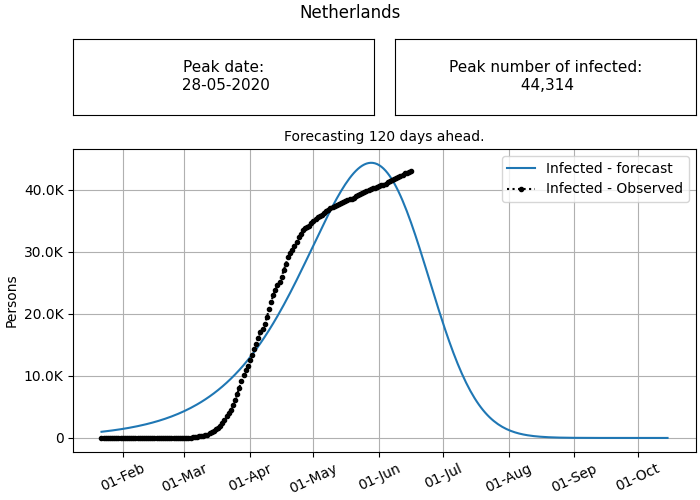 Netherlands
Peak date:
28-05-2020
Peak number of infected:
44,314
Forecasting 120 days ahead.
Infected - forecast
Infected - Observed
Persons
40.0K
30.0K
20.0K
10.0K
0
01-Feb
01-Mar
01-Apr
01-May
01-Jun
01-Jul
01-Aug
01-Sep
01-Oct